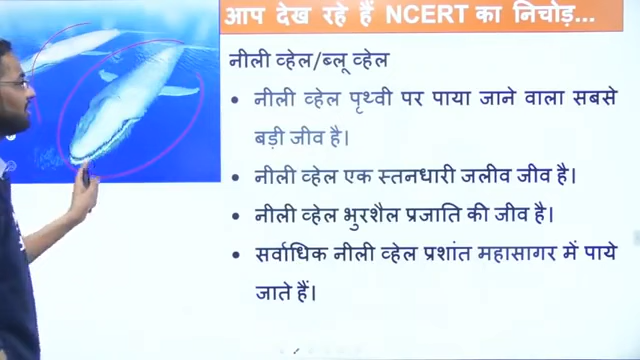 आप देख रहे हैं NCERT का निचोड़...
नीली व्हेल/ब्लू व्हेल
• नीली व्हेल पृथ्वी पर पाया जाने वाला सबसे
बड़ी जीव है।
• नीली व्हेल एक स्तनधारी जलीव जीव है।
• नीली व्हेल भुरशैल प्रजाति की जीव है।
• सर्वाधिक नीली व्हेल प्रशांत महासागर में पाये
जाते हैं।